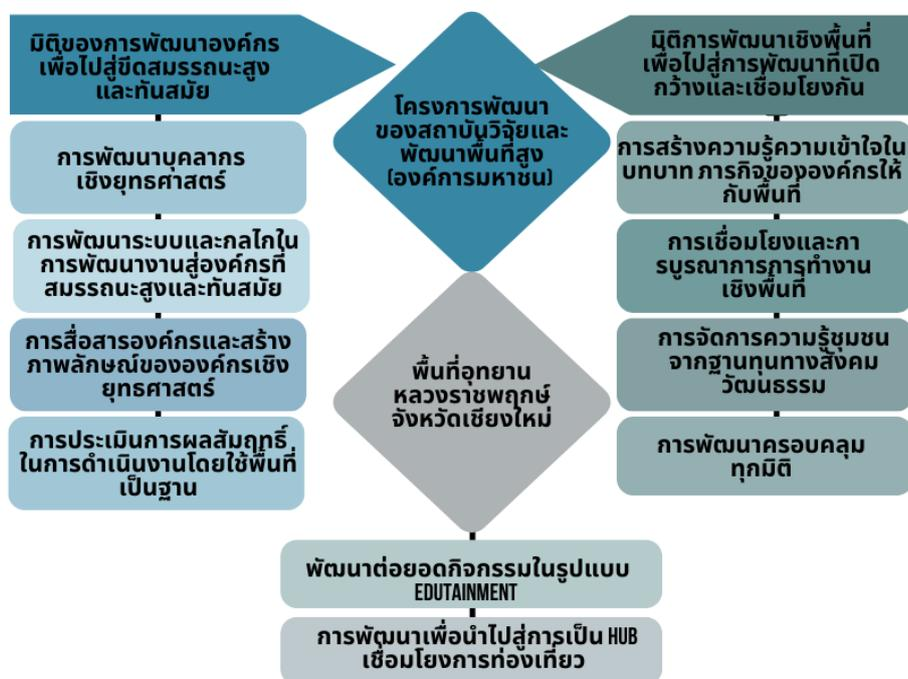 มิติของการพัฒนาองค์กร
เพื่อไปสู่ขีดสมรรถนะสูง
และทันสมัย
การพัฒนาบุคลากร
เชิงยุทธศาสตร์
การพัฒนาระบบและกลไกใน
การพัฒนางานสู่องค์กรที่
สมรรถนะสูงและทันสมัย
การสื่อสารองค์กรและสร้าง
ภาพลักษณ์ขององค์กรเชิง
ยุทธศาสตร์
การประเมินการผลสัมฤทธิ์
ในการดำเนินงานโดยใช้พื้นที่
เป็นฐาน
โครงการพัฒนา
ของสถาบันวิจัยและ
พัฒนาพื้นที่สูง
(องค์การมหาชน)
พื้นที่อุทยาน
หลวงราชพฤกษ์
จังหวัดเชียงใหม่
พัฒนาต่อยอดกิจกรรมในรูปแบบ
EDUTAINMENT
การพัฒนาเพื่อนำไปสู่การเป็น HUB
เชื่อมโยงการท่องเที่ยว
มิติการพัฒนาเชิงพื้นที่
เพื่อไปสู่การพัฒนาที่เปิด
กว้างและเชื่อมโยงกัน
การสร้างความรู้ความเข้าใจใน
บทบาท ภารกิจขององค์กรให้
กับพื้นที่
การเชื่อมโยงและกา
รบูรณาการการทำงาน
เชิงพื้นที่
การจัดการความรู้ชุมชน
จากฐานทุนทางสังคม
วัฒนธรรม
การพัฒนาครอบคลุม
ทุกมิติ